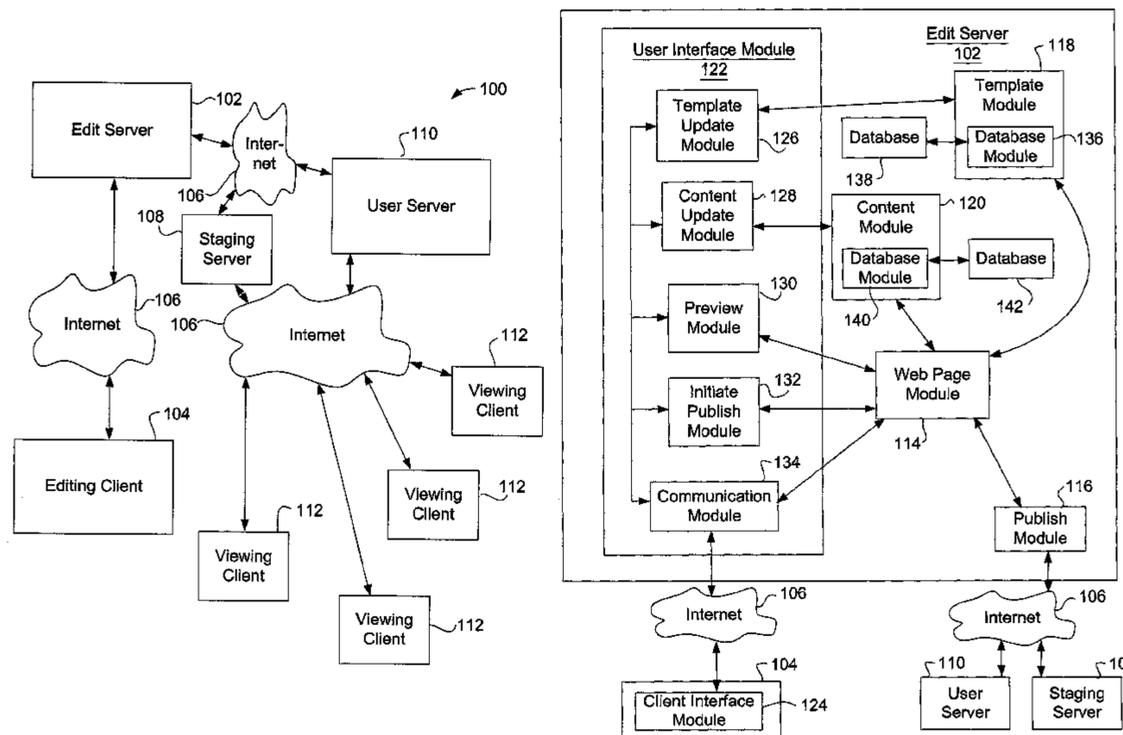 102
Edit Server
100
Inter-
net
106
110
User Server
108
Staging
Server
106
Internet
106
Internet
112
Viewing
Client
104
Editing Client
112
Viewing
Client
112
Viewing
Client
112
Viewing
Client
User Interface Module
122
Edit Server
102
118
Template
Module
Database
Module
136
Database
138
Template
Update
Module
126
Content
Update
Module
128
Content
Module
120
Database
Module
140
Database
142
Preview
Module
130
Initiate
Publish
Module
132
Web Page
Module
114
134
Communication
Module
116
Publish
Module
Internet
106
Internet
106
104
Client Interface
Module
124
110
User
Server
Staging
Server